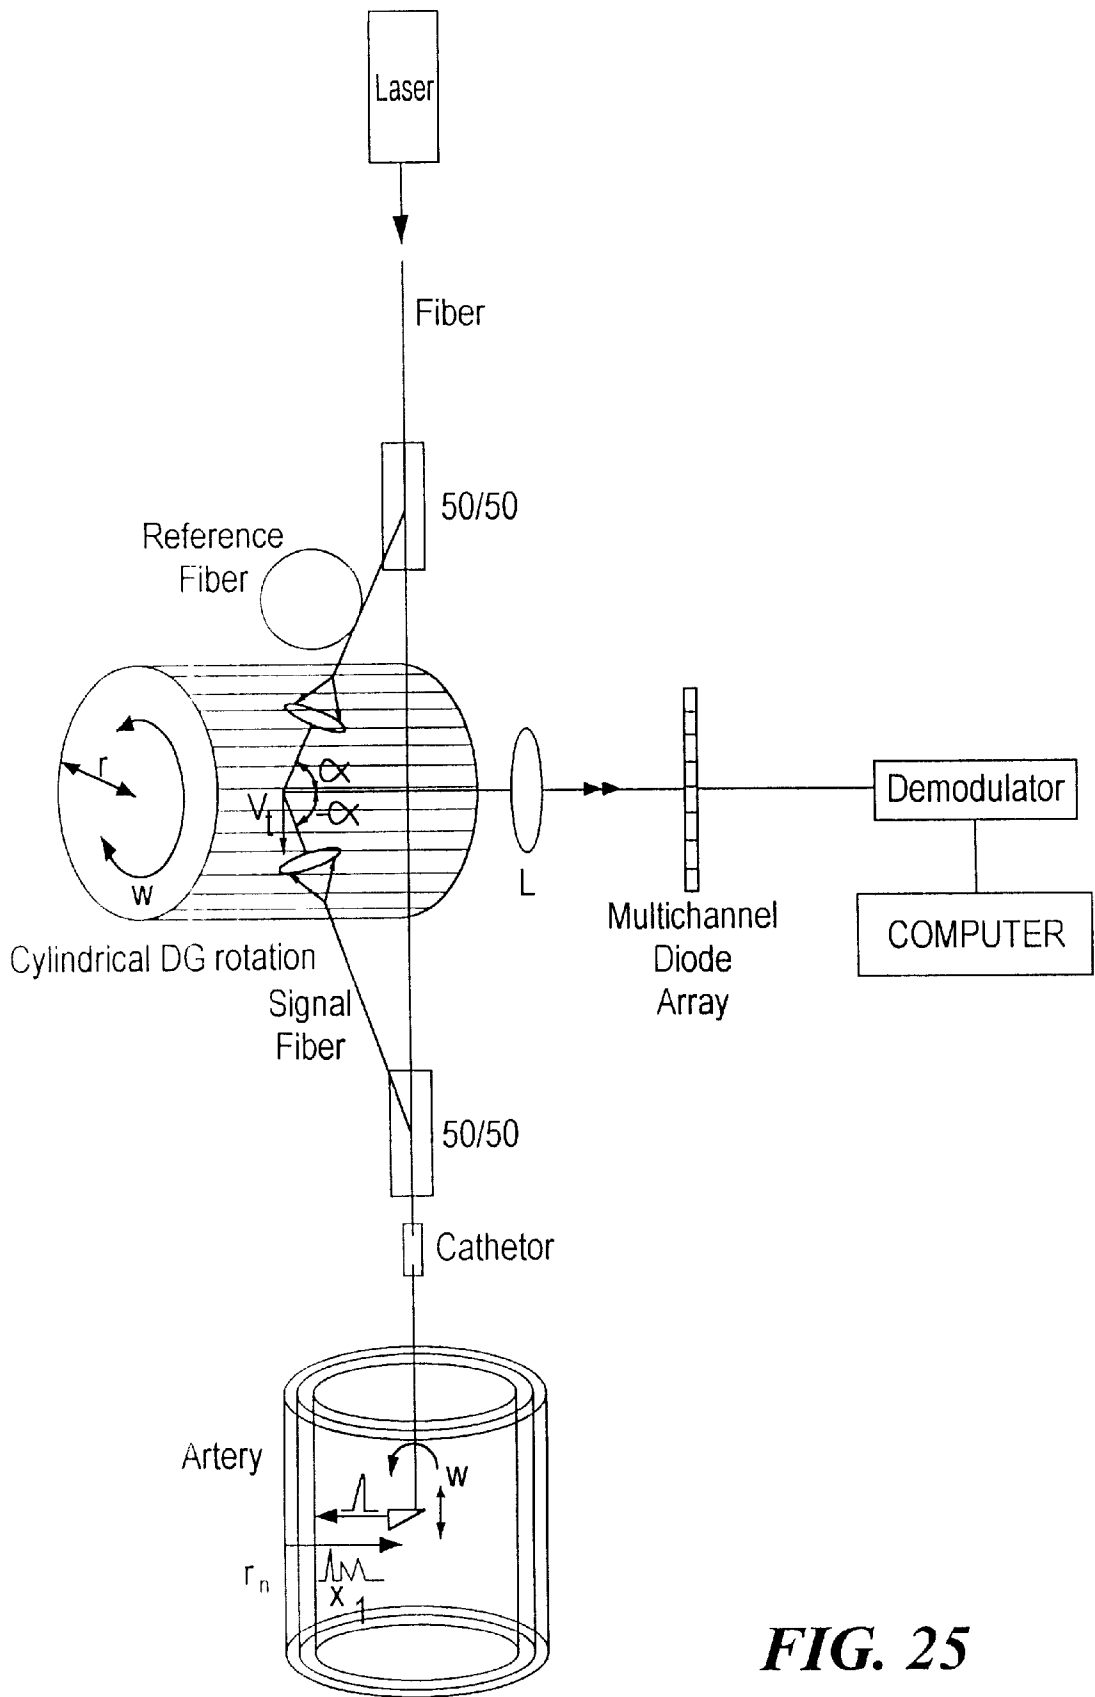 Laser
Fiber
50/50
Reference
Fiber
r
α
V t
-α
w
L
Demodulator
COMPUTER
Multichannel
Diode
Array
Cylindrical DG rotation
Signal
Fiber
50/50
Cathetor
Artery
w
r n
x 1
FIG. 25